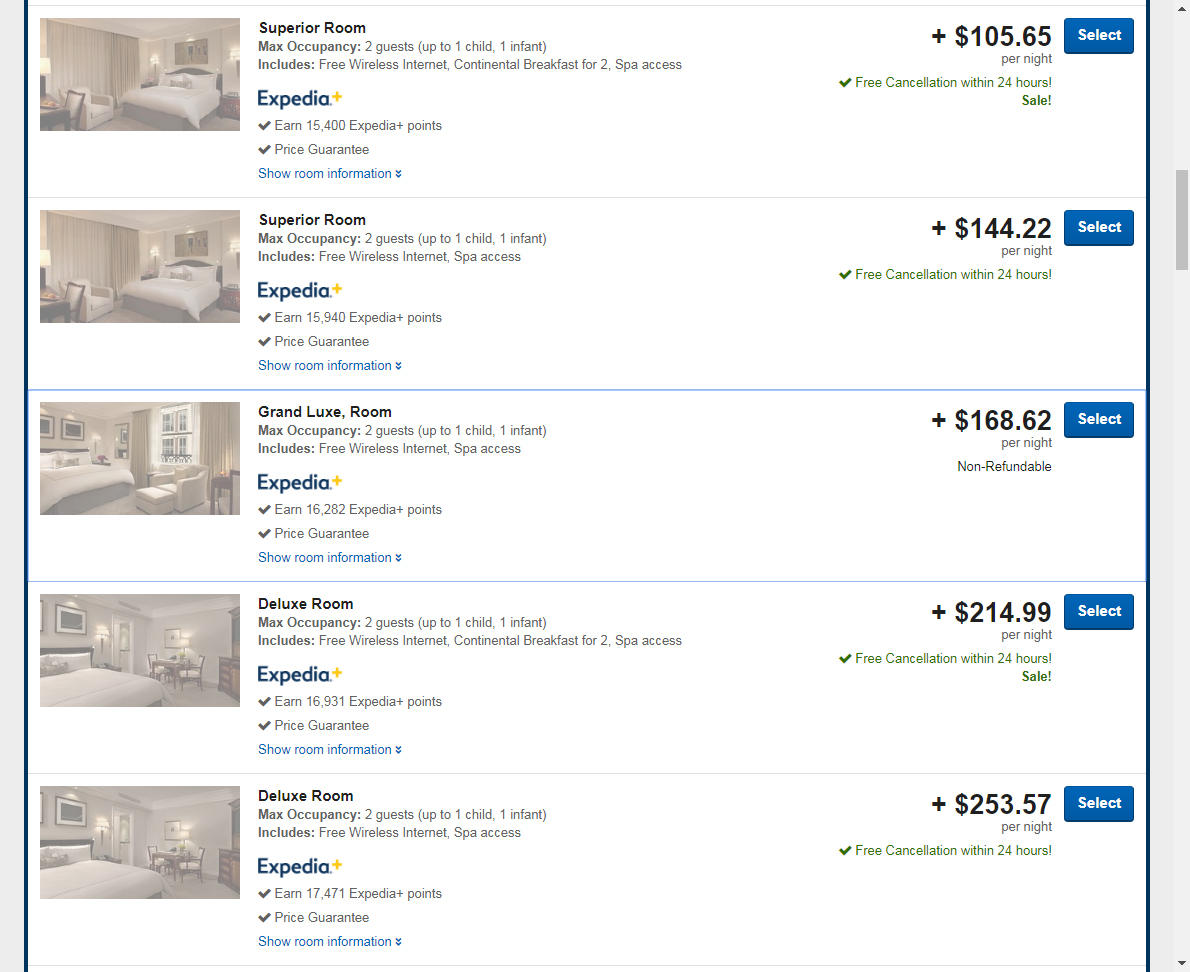 Superior Room
Max Occupancy: 2 guests (up to 1 child, 1 infant)
Includes: Free Wireless Internet, Continental Breakfast for 2, Spa access
Expedia+
Earn 15,400 Expedia+ points
Price Guarantee
Show room information
+ $105.65
per night
Free Cancellation within 24 hours!
Sale!
Select
Superior Room
Max Occupancy: 2 guests (up to 1 child, 1 infant)
Includes: Free Wireless Internet, Spa access
Expedia+
Earn 15,940 Expedia+ points
Price Guarantee
Show room information
+ $144.22
per night
Free Cancellation within 24 hours!
Select
Grand Luxe, Room
Max Occupancy: 2 guests (up to 1 child, 1 infant)
Includes: Free Wireless Internet, Spa access
Expedia+
Earn 16,282 Expedia+ points
Price Guarantee
Show room information
+ $168.62
per night
Non-Refundable
Select
Deluxe Room
Max Occupancy: 2 guests (up to 1 child, 1 infant)
Includes: Free Wireless Internet, Continental Breakfast for 2, Spa access
Expedia+
Earn 16,931 Expedia+ points
Price Guarantee
Show room information
+ $214.99
per night
Free Cancellation within 24 hours!
Sale!
Select
Deluxe Room
Max Occupancy: 2 guests (up to 1 child, 1 infant)
Includes: Free Wireless Internet, Spa access
Expedia+
Earn 17,471 Expedia+ points
Price Guarantee
Show room information
+ $253.57
per night
Free Cancellation within 24 hours!
Select